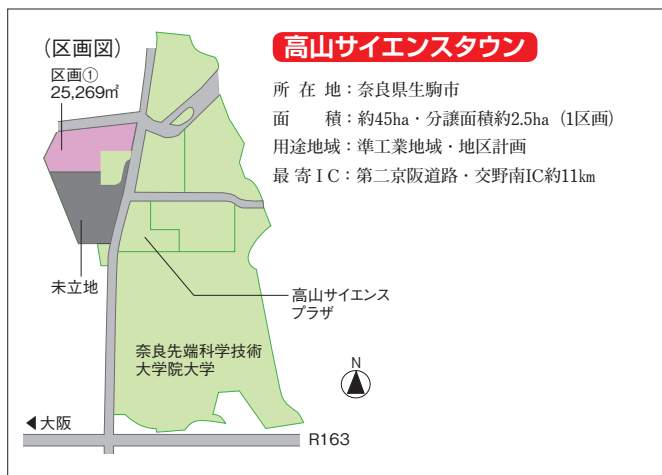 (区画図)
区画①
25,269㎡
高山サイエンスタウン
所在地：奈良県生駒市
面積：約45ha・分譲面積約2.5ha（1区画）
用途地域：準工業地域・地区計画
最寄IC：第二京阪道路・交野南IC約11km
未立地
高山サイエンス
プラザ
奈良先端科学技術
大学院大学
N
大阪
R163